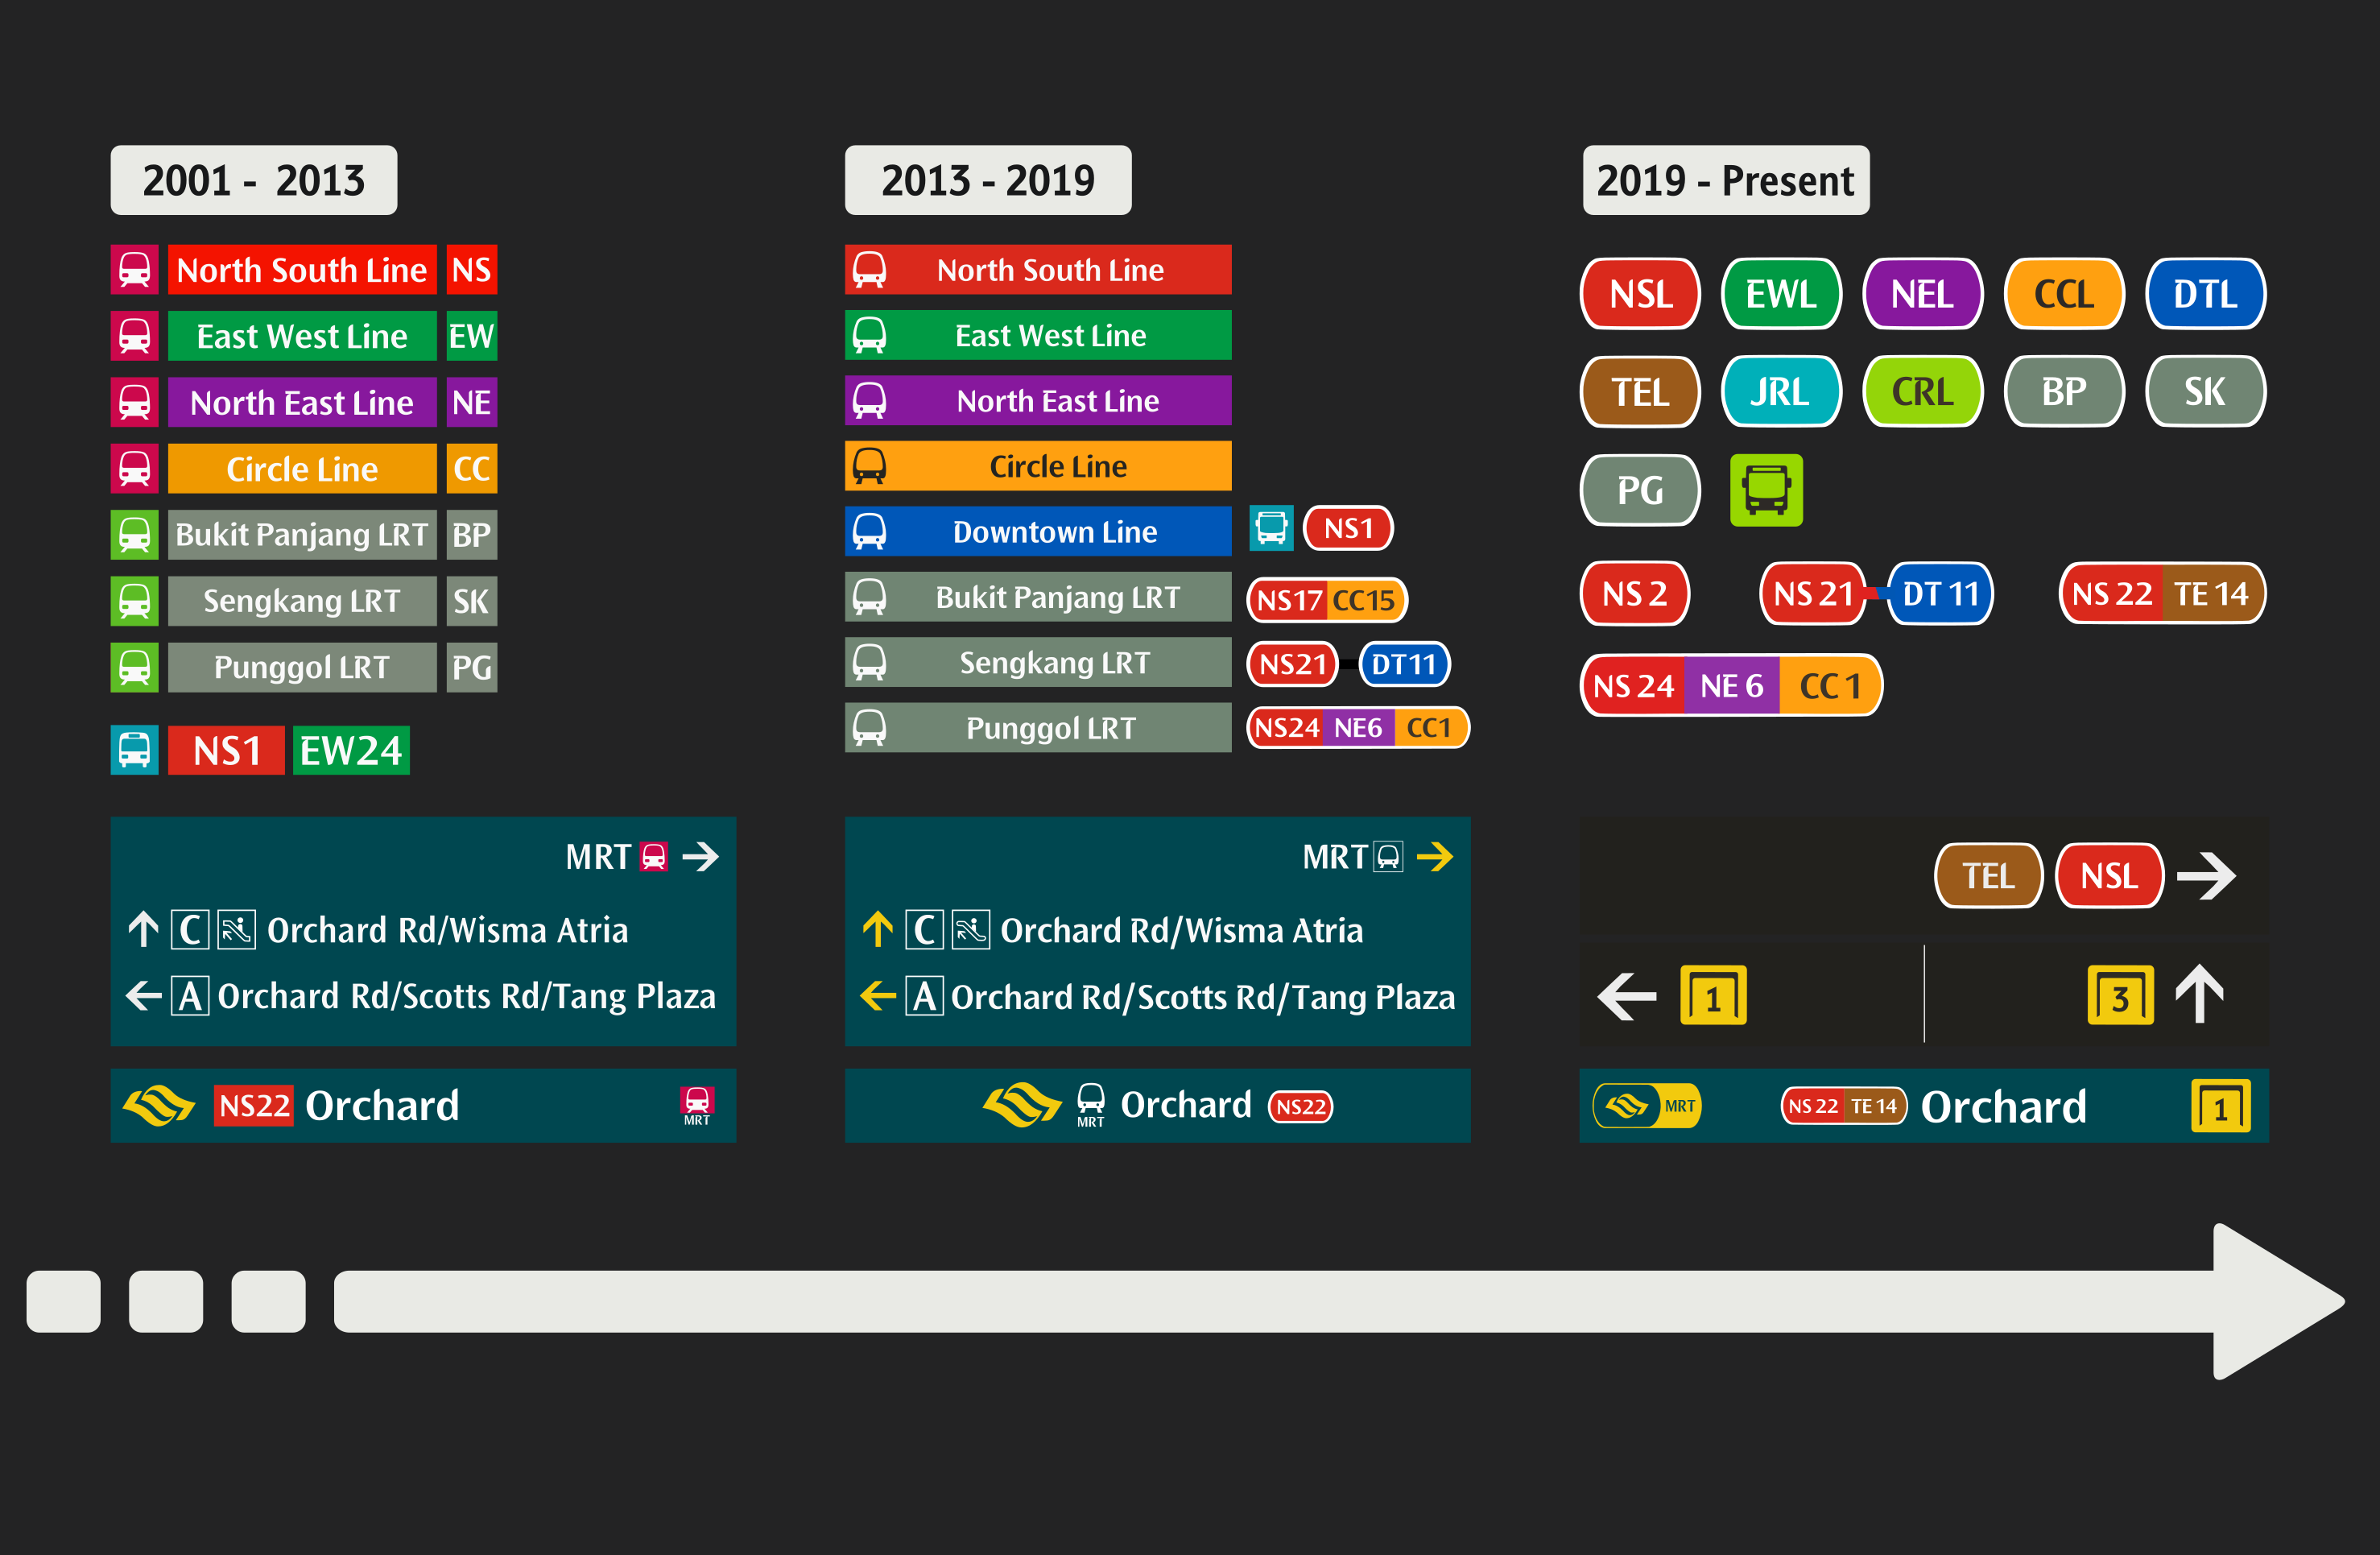 2001 - 2013
North South Line NS
East West Line EW
North East Line NE
Circle Line CC
Bukit Panjang LRT BP
Sengkang LRT SK
Punggol LRT PG
NS1 EW24
MRT
C Orchard Rd/Wisma Atria
A Orchard Rd/Scotts Rd/Tang Plaza
NS22 Orchard MRT
2013 - 2019
North South Line
East West Line
North East Line
Circle Line
Downtown Line
NS1
Bukit Panjang LRT
NS17 CC15
Sengkang LRT
NS21 DT11
Punggol LRT
NS24 NE6 CC1
MRT
C Orchard Rd/Wisma Atria
A Orchard Rd/Scotts Rd/Tang Plaza
MRT Orchard NS22
2019 - Present
NSL EWL NEL CCL DTL
TEL JRL CRL BP SK
PG
NS 2 NS 21 DT 11 NS 22 TE 14
NS 24 NE 6 CC 1
TEL NSL
1 3
MRT NS 22 TE 14 Orchard 1